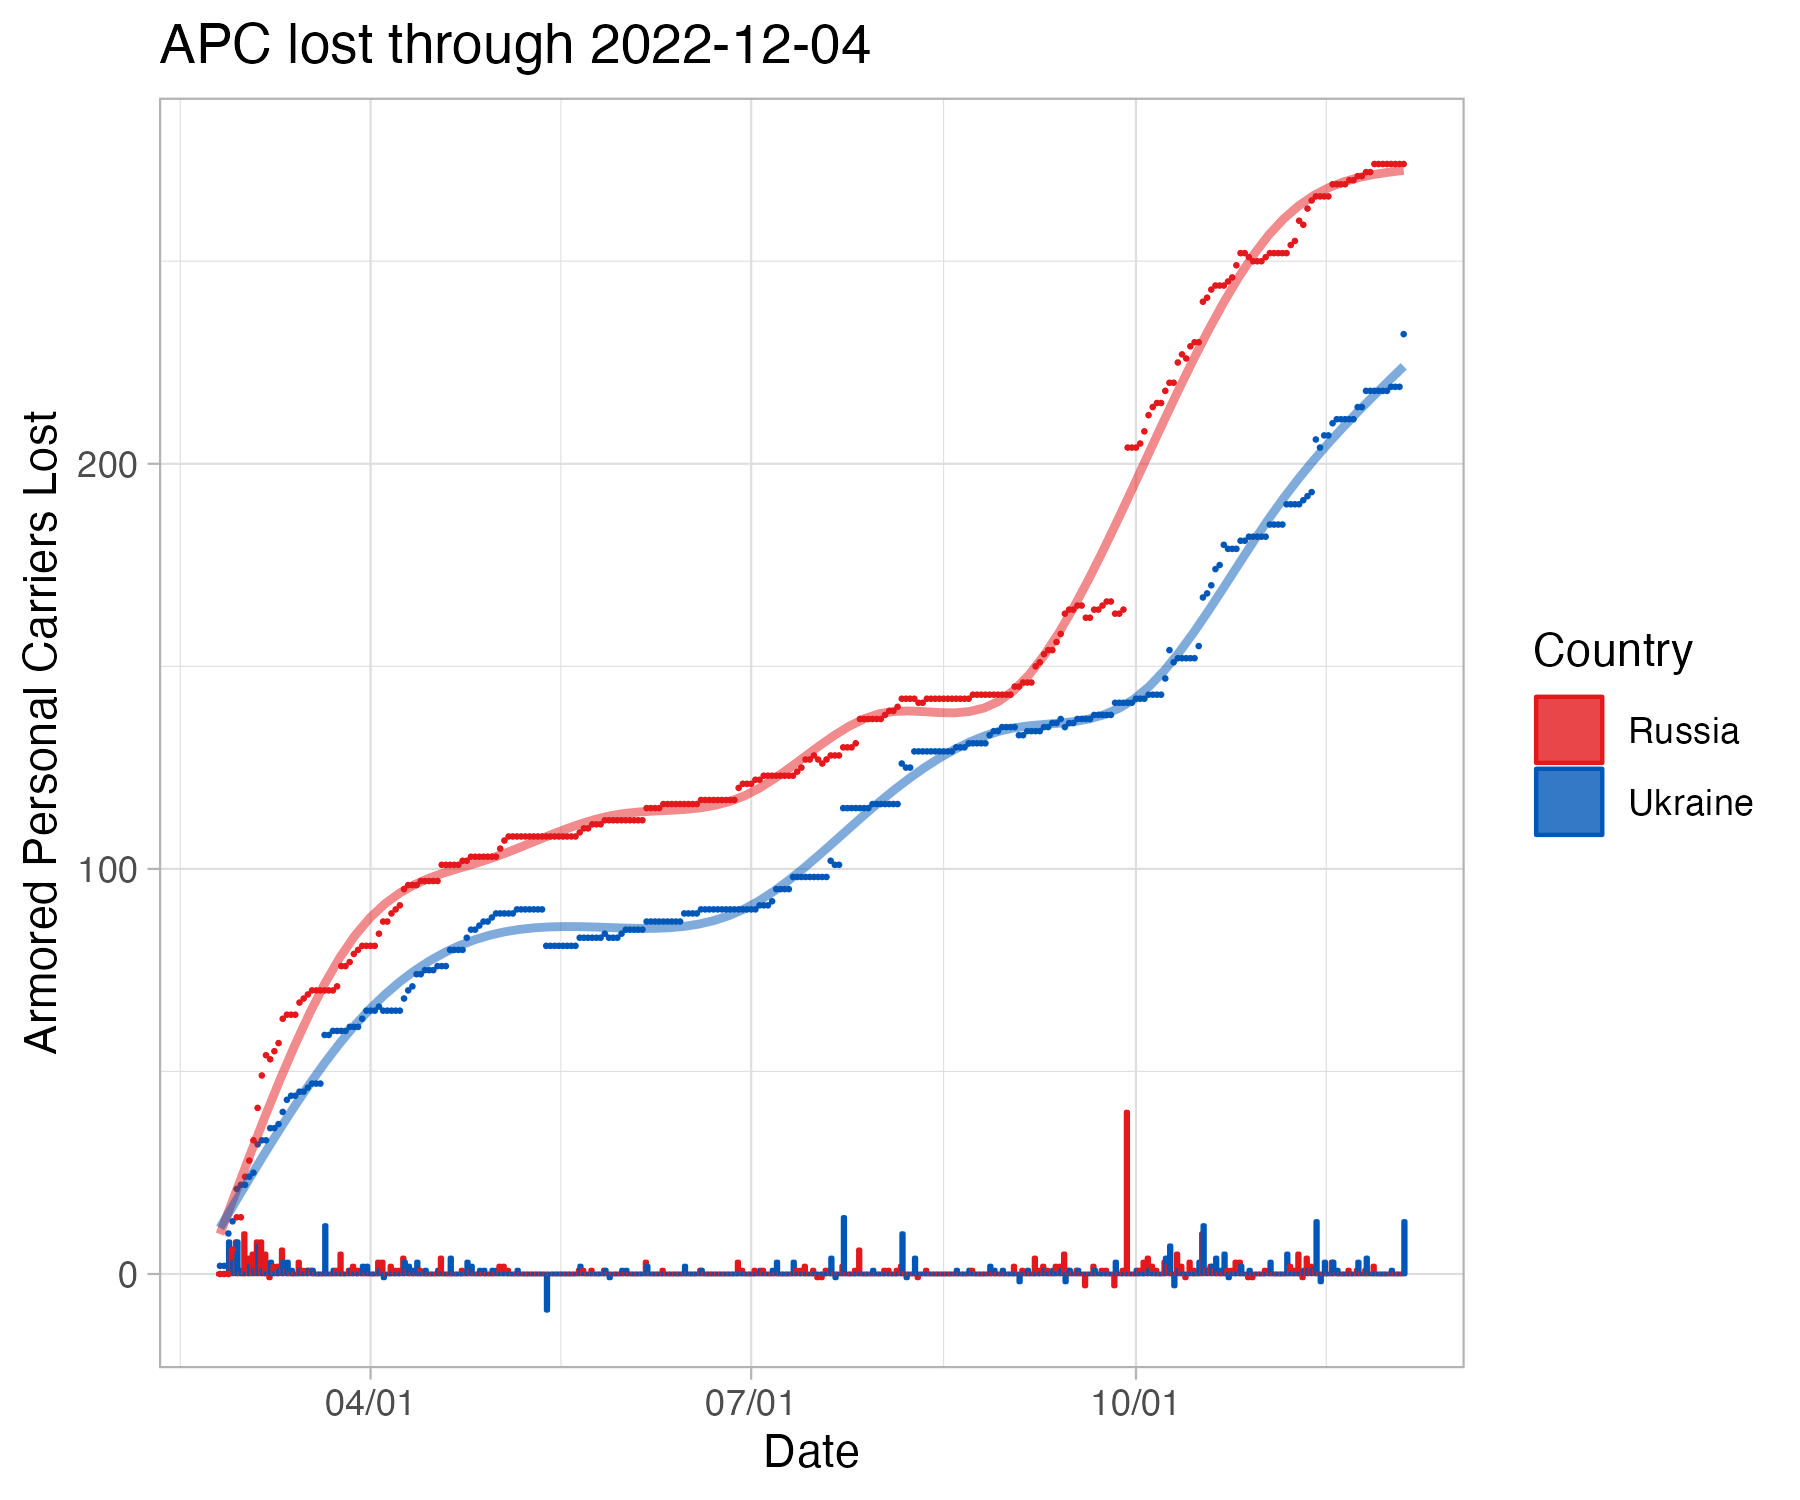 APC lost through 2022-12-04
Armored Personal Carriers Lost
200
100
0
04/01
07/01
10/01
Date
Country
Russia
Ukraine